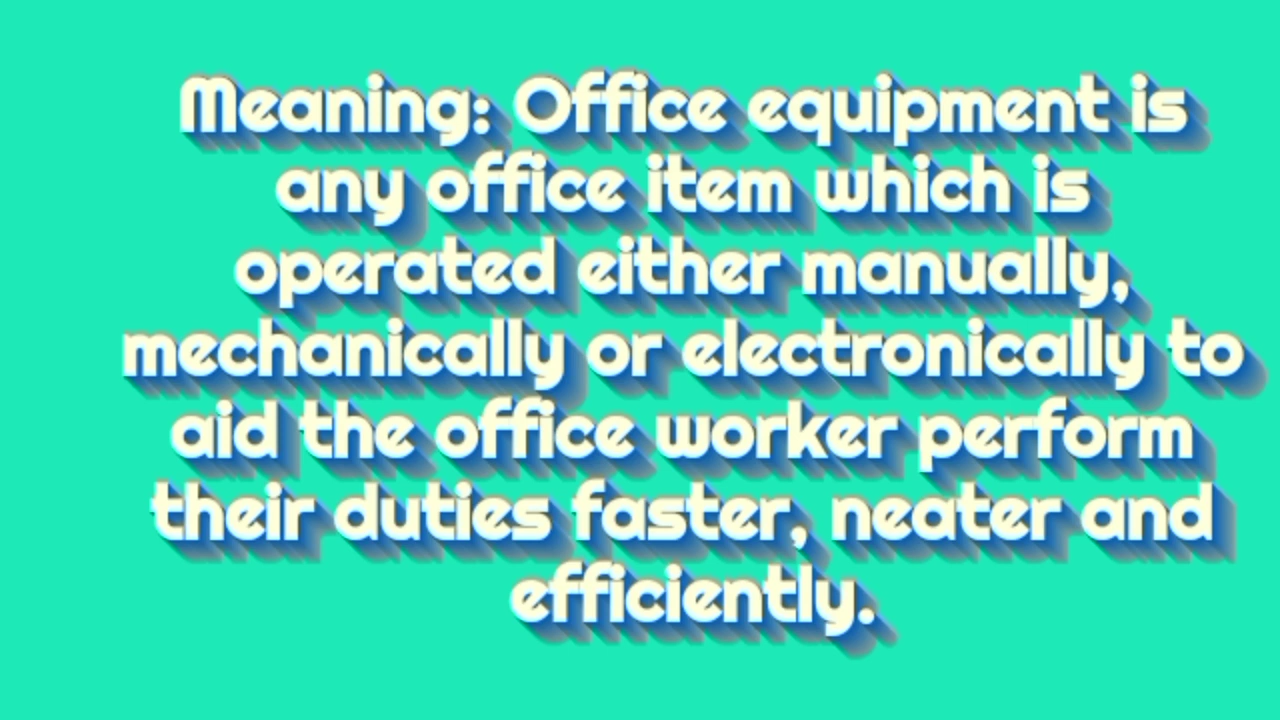 Meaning: Office equipment is
any office item which is
operated either manually,
mechanically or electronically to
aid the office worker perform
their duties faster, neater and
efficiently.